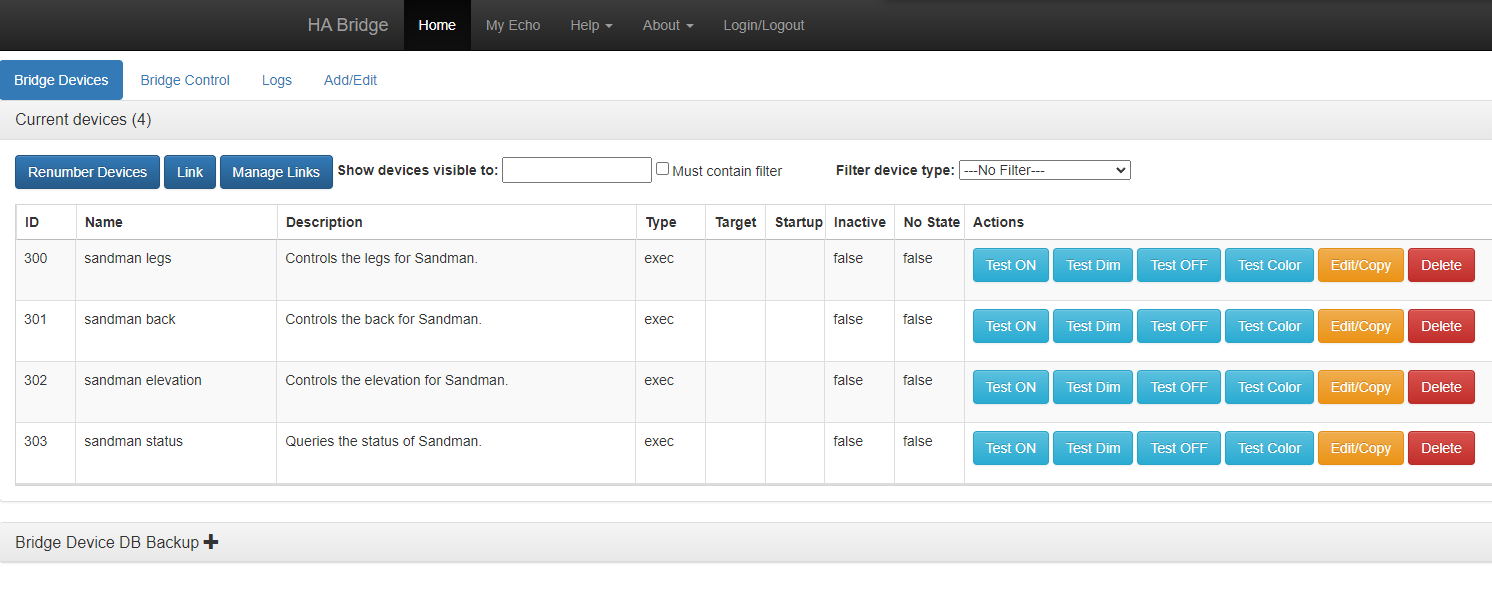 HA Bridge Home My Echo Help About Login/Logout
Bridge Devices Bridge Control Logs Add/Edit
Current devices (4)
Renumber Devices Link Manage Links Show devices visible to: Must contain filter Filter device type: ---No Filter---
ID Name Description Type Target Startup Inactive No State Actions
300 sandman legs Controls the legs for Sandman. exec false false Test ON Test Dim Test OFF Test Color Edit/Copy Delete
301 sandman back Controls the back for Sandman. exec false false Test ON Test Dim Test OFF Test Color Edit/Copy Delete
302 sandman elevation Controls the elevation for Sandman. exec false false Test ON Test Dim Test OFF Test Color Edit/Copy Delete
303 sandman status Queries the status of Sandman. exec false false Test ON Test Dim Test OFF Test Color Edit/Copy Delete
Bridge Device DB Backup